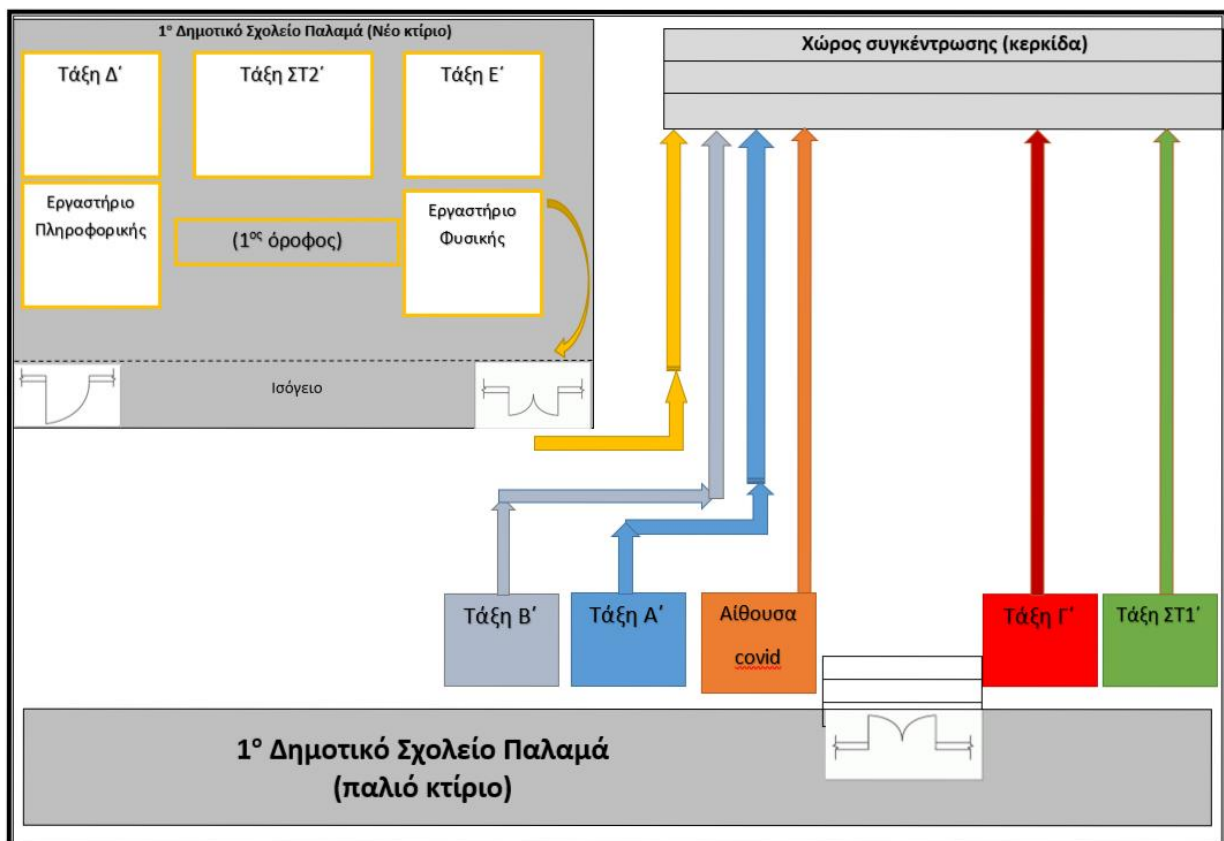 1ο Δημοτικό Σχολείο Παλαμά (Νέο κτίριο)
Τάξη Δ΄
Τάξη ΣΤ2΄
Τάξη Ε΄
Εργαστήριο
Πληροφορικής
(1ος όροφος)
Εργαστήριο
Φυσικής
Ισόγειο
Χώρος συγκέντρωσης (κερκίδα)
Τάξη Β΄
Τάξη Α΄
Αίθουσα
covid
Τάξη Γ΄
Τάξη ΣΤ1΄
1ο Δημοτικό Σχολείο Παλαμά
(παλιό κτίριο)